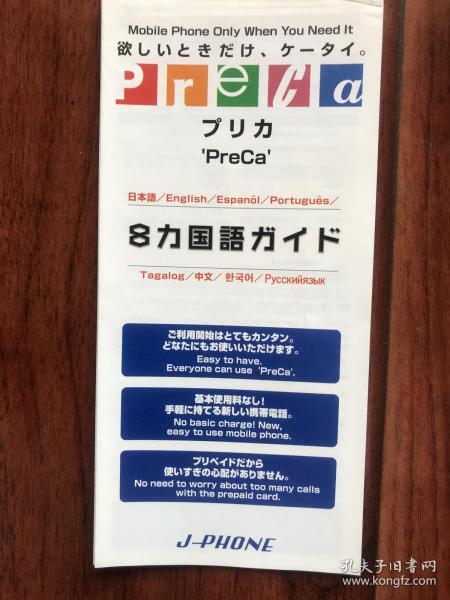 Mobile Phone Only When You Need It
欲しいときだけ、ケータイ。
PreCa
プリカ
'PreCa'
日本語／English／Espanõl／Português／
8カ国語ガイド
Tagalog／中文／한국어／Русскийязык
ご利用開始はとてもカンタン。
どなたにもお使いいただけます。
Easy to have.
Everyone can use 'PreCa'.
基本使用料なし!
手軽に持てる新しい携帯電話。
No basic charge! New,
easy to use mobile phone.
プリペイドだから
使いすぎの心配がありません。
No need to worry about too many calls
with the prepaid card.
J-PHONE
孔夫子旧书网
www.kongfz.com